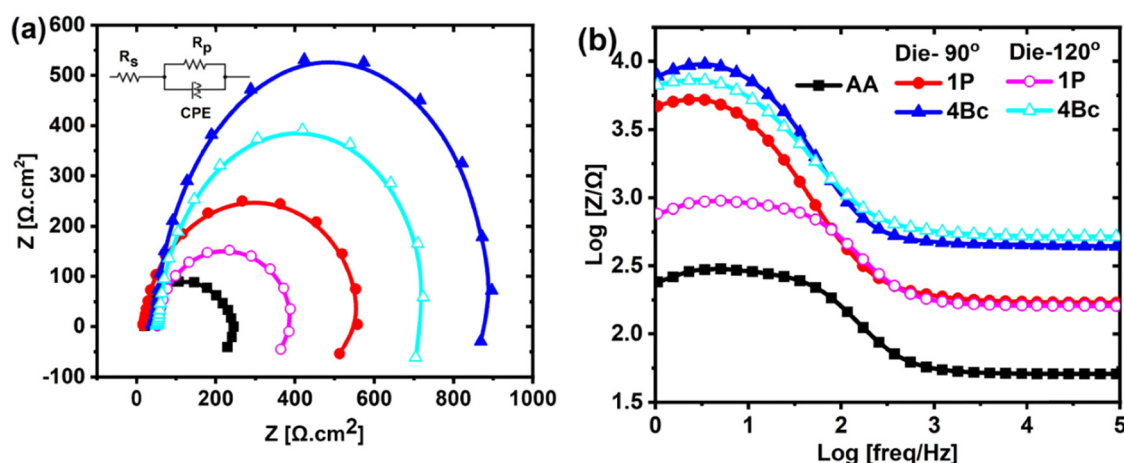 (a)
600
500
400
300
200
100
0
-100
Z [Ω.cm²]
Rs
Rp
CPE
0 200 400 600 800 1000
Z [Ω.cm²]
(b)
4.0
3.5
3.0
2.5
2.0
1.5
Log [Z/Ω]
Die- 90° Die-120°
AA 1P 1P
4Bc 4Bc
0 1 2 3 4 5
Log [freq/Hz]